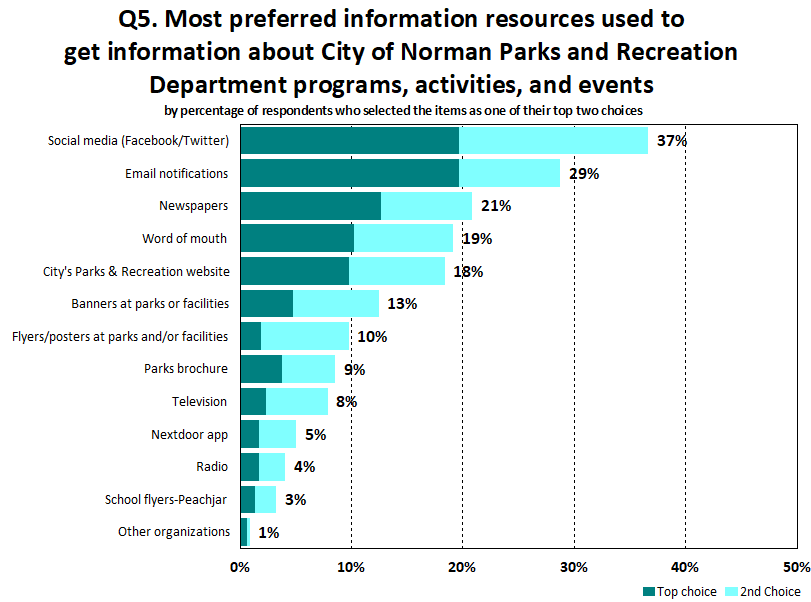 Q5. Most preferred information resources used to
get information about City of Norman Parks and Recreation
Department programs, activities, and events
by percentage of respondents who selected the items as one of their top two choices
Social media (Facebook/Twitter) 37%
Email notifications 29%
Newspapers 21%
Word of mouth 19%
City's Parks & Recreation website 18%
Banners at parks or facilities 13%
Flyers/posters at parks and/or facilities 10%
Parks brochure 9%
Television 8%
Nextdoor app 5%
Radio 4%
School flyers-Peachjar 3%
Other organizations 1%
0% 10% 20% 30% 40% 50%
Top choice 2nd Choice